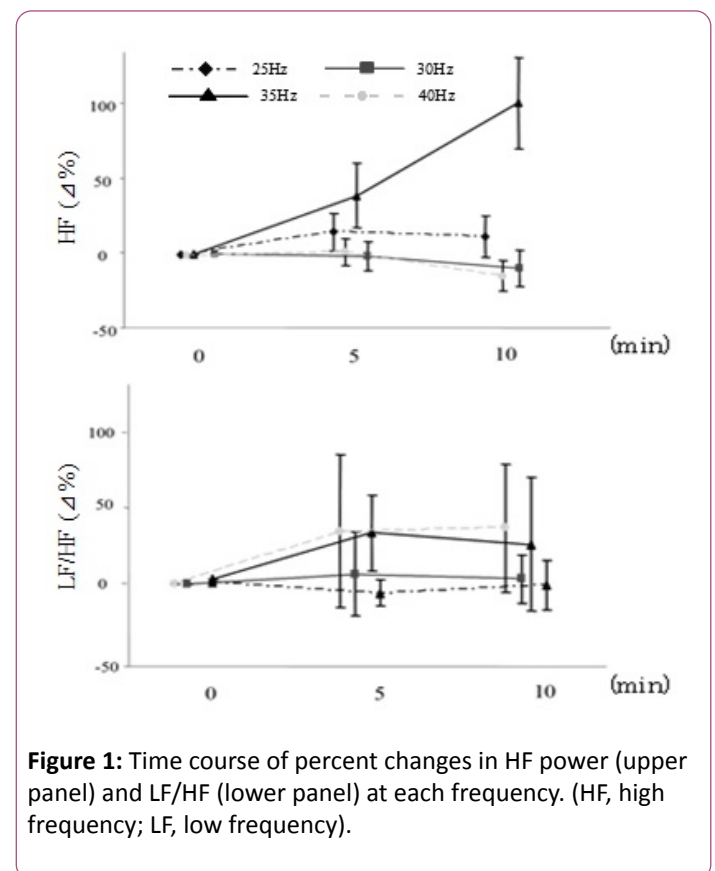 25Hz 30Hz
35Hz 40Hz
HF (⊿%)
100
50
0
-50
0 5 10 (min)
LF/HF (⊿%)
100
50
0
-50
0 5 10 (min)
Figure 1: Time course of percent changes in HF power (upper
panel) and LF/HF (lower panel) at each frequency. (HF, high
frequency; LF, low frequency).